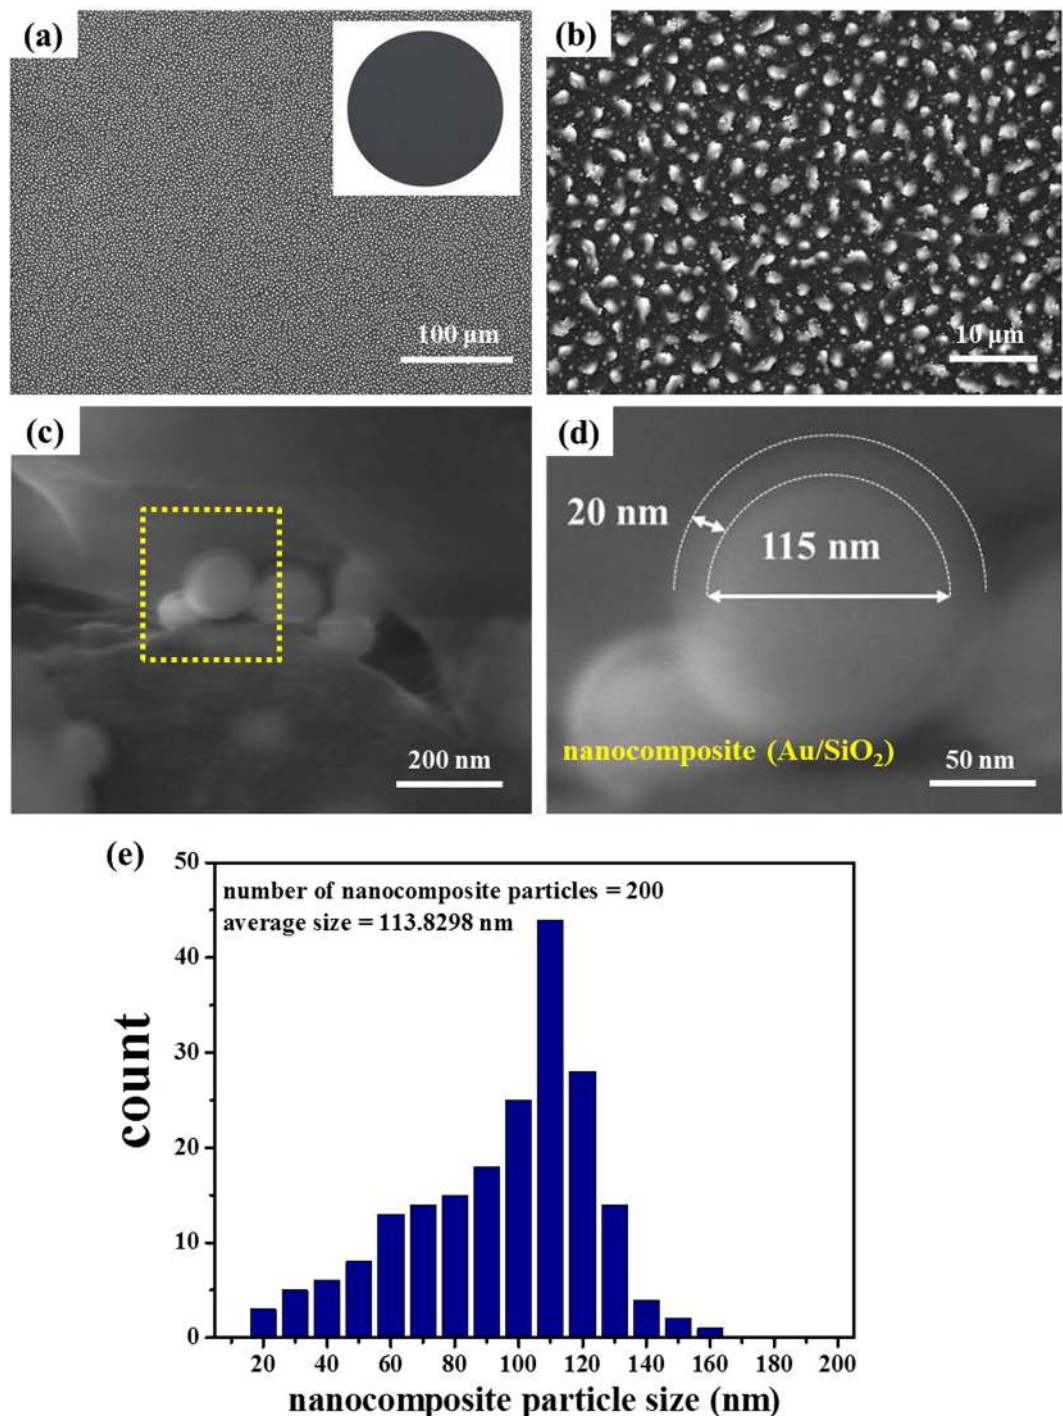 (a)
100 μm
(b)
10 μm
(c)
200 nm
(d)
20 nm
115 nm
nanocomposite (Au/SiO₂)
50 nm
(e)
number of nanocomposite particles = 200
average size = 113.8298 nm
count
50
40
30
20
10
0
20 40 60 80 100 120 140 160 180 200
nanocomposite particle size (nm)